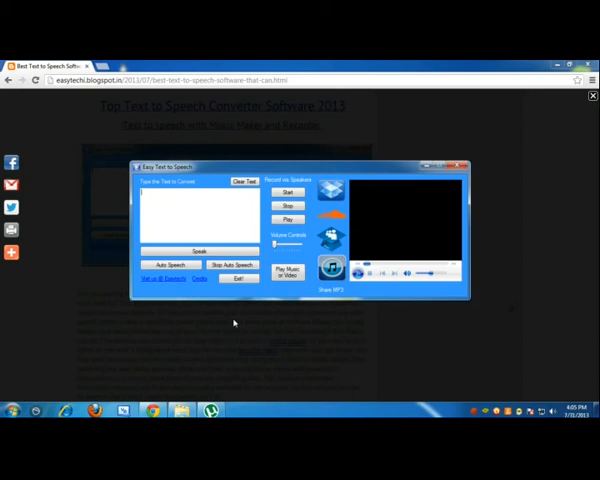 Best Text to Speech Softw
easytechi.blogspot.in/2013/07/best-text-to-speech-software-that-can.html
Top Text to Speech Converter Software 2013
Text to speech with Music Maker and Recorder
Easy Text to Speech
Type the Text to Convert
Clear Text
Record via Speakers
Start
Stop
Play
Volume Controls
Speak
Auto Speech
Stop Auto Speech
Play Music
or Video
Visit us @ Easytechi
Credits
Exit!
Share MP3
4:05 PM
7/31/2013